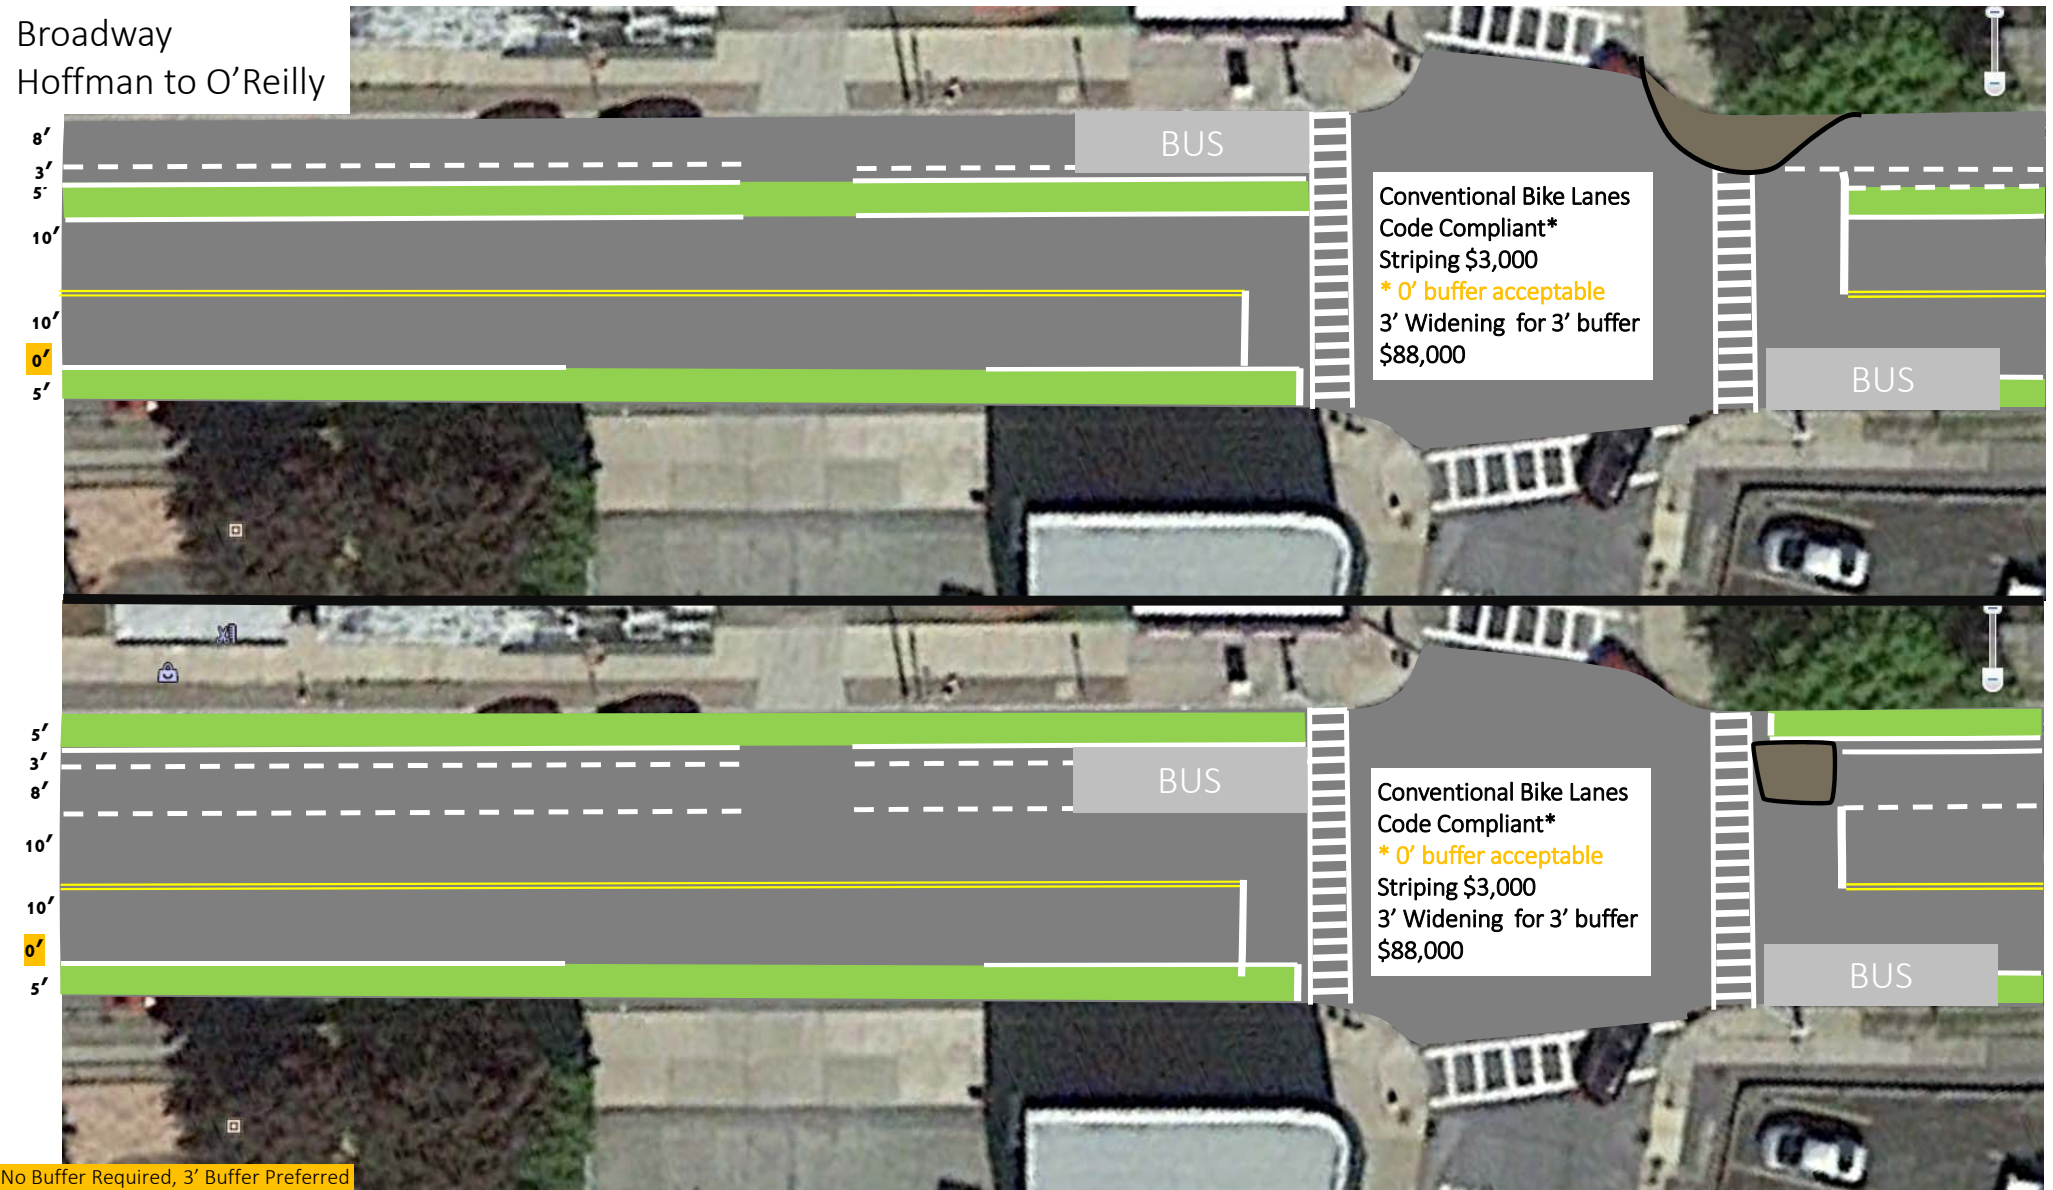 Broadway
Hoffman to O’Reilly
8′
3′
5′
10′
10′
0′
5′
BUS
Conventional Bike Lanes
Code Compliant*
Striping $3,000
* 0’ buffer acceptable
3’ Widening for 3’ buffer
$88,000
BUS
5′
3′
8′
10′
10′
0′
5′
BUS
Conventional Bike Lanes
Code Compliant*
* 0’ buffer acceptable
Striping $3,000
3’ Widening for 3’ buffer
$88,000
BUS
No Buffer Required, 3’ Buffer Preferred